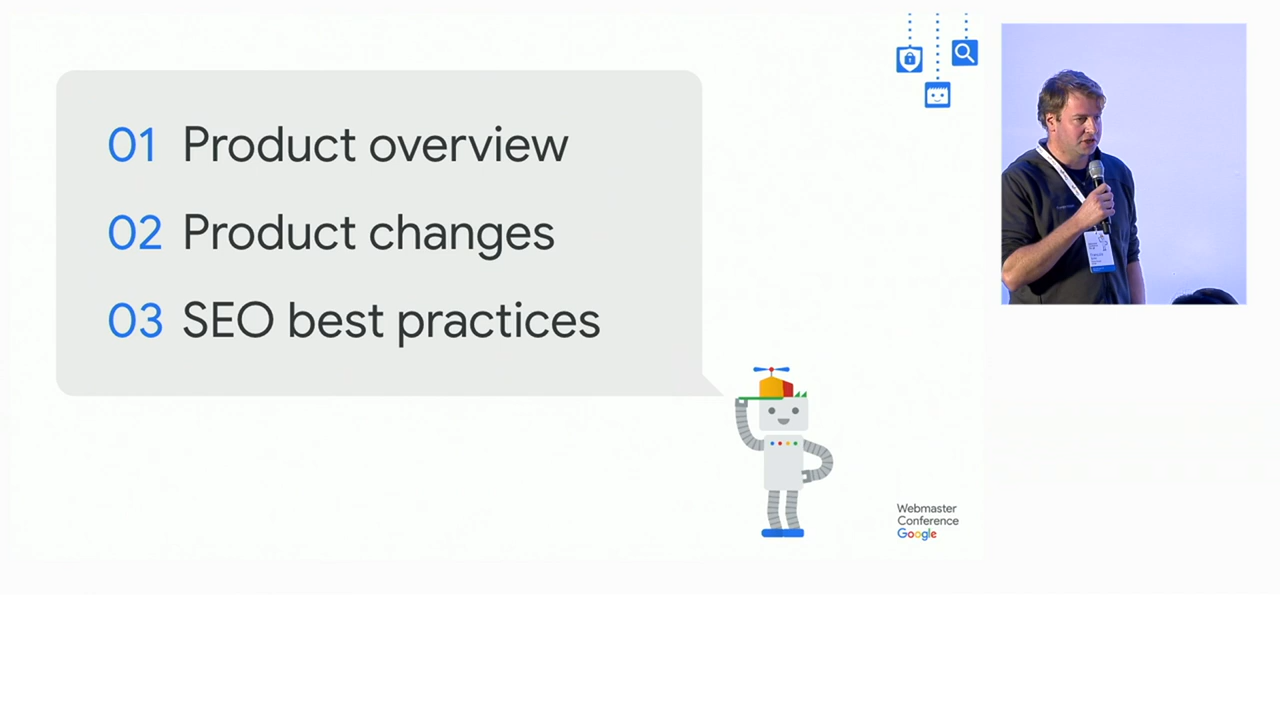 01 Product overview
02 Product changes
03 SEO best practices
Webmaster
Conference
Google